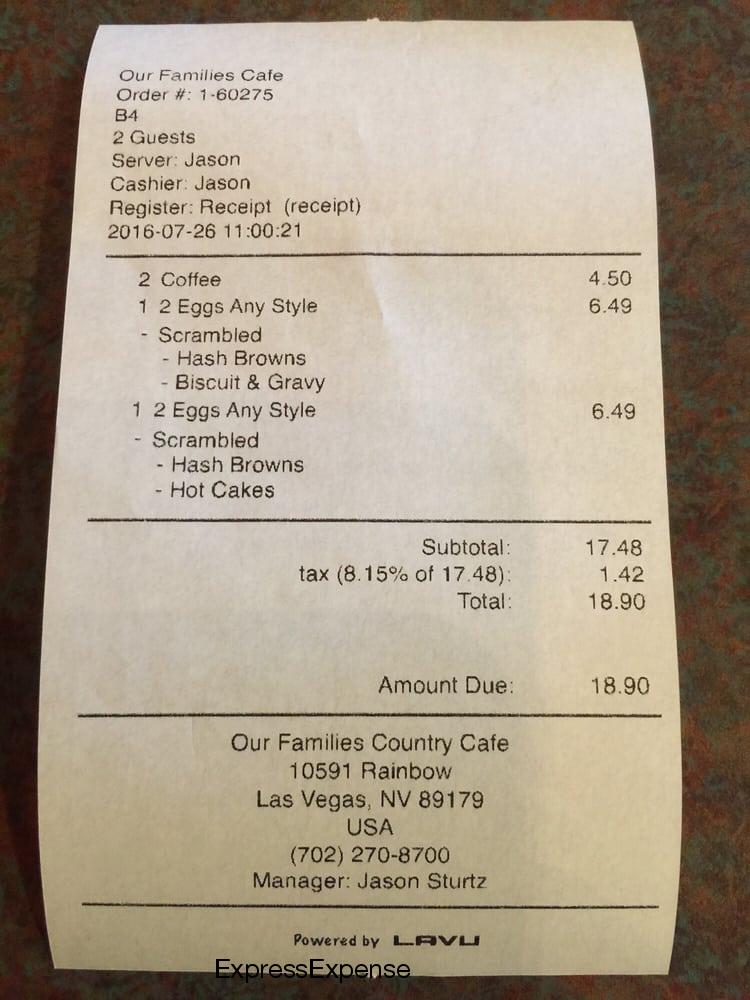 Our Families Cafe
Order #: 1-60275
B4
2 Guests
Server: Jason
Cashier: Jason
Register: Receipt (receipt)
2016-07-26 11:00:21
2 Coffee 4.50
1 2 Eggs Any Style 6.49
- Scrambled
- Hash Browns
- Biscuit & Gravy
1 2 Eggs Any Style 6.49
- Scrambled
- Hash Browns
- Hot Cakes
Subtotal: 17.48
tax (8.15% of 17.48): 1.42
Total: 18.90
Amount Due: 18.90
Our Families Country Cafe
10591 Rainbow
Las Vegas, NV 89179
USA
(702) 270-8700
Manager: Jason Sturtz
Powered by LAVU
ExpressExpense